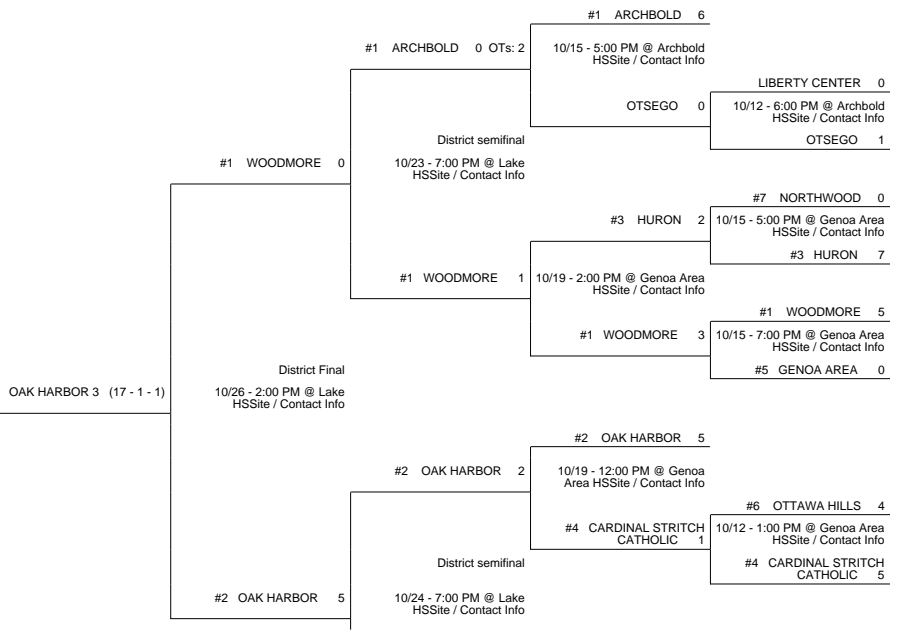 #1 ARCHBOLD 6
#1 ARCHBOLD 0 OTs: 2
10/15 - 5:00 PM @ Archbold
HSSite / Contact Info
LIBERTY CENTER 0
OTSEGO 0
10/12 - 6:00 PM @ Archbold
HSSite / Contact Info
District semifinal
OTSEGO 1
#1 WOODMORE 0
10/23 - 7:00 PM @ Lake
HSSite / Contact Info
#7 NORTHWOOD 0
#3 HURON 2
10/15 - 5:00 PM @ Genoa Area
HSSite / Contact Info
#3 HURON 7
#1 WOODMORE 1
10/19 - 2:00 PM @ Genoa Area
HSSite / Contact Info
#1 WOODMORE 5
#1 WOODMORE 3
10/15 - 7:00 PM @ Genoa Area
HSSite / Contact Info
District Final
#5 GENOA AREA 0
OAK HARBOR 3 (17 - 1 - 1)
10/26 - 2:00 PM @ Lake
HSSite / Contact Info
#2 OAK HARBOR 5
#2 OAK HARBOR 2
10/19 - 12:00 PM @ Genoa
Area HSSite / Contact Info
#6 OTTAWA HILLS 4
#4 CARDINAL STRITCH
CATHOLIC 1
10/12 - 1:00 PM @ Genoa Area
HSSite / Contact Info
District semifinal
#4 CARDINAL STRITCH
CATHOLIC 5
#2 OAK HARBOR 5
10/24 - 7:00 PM @ Lake
HSSite / Contact Info